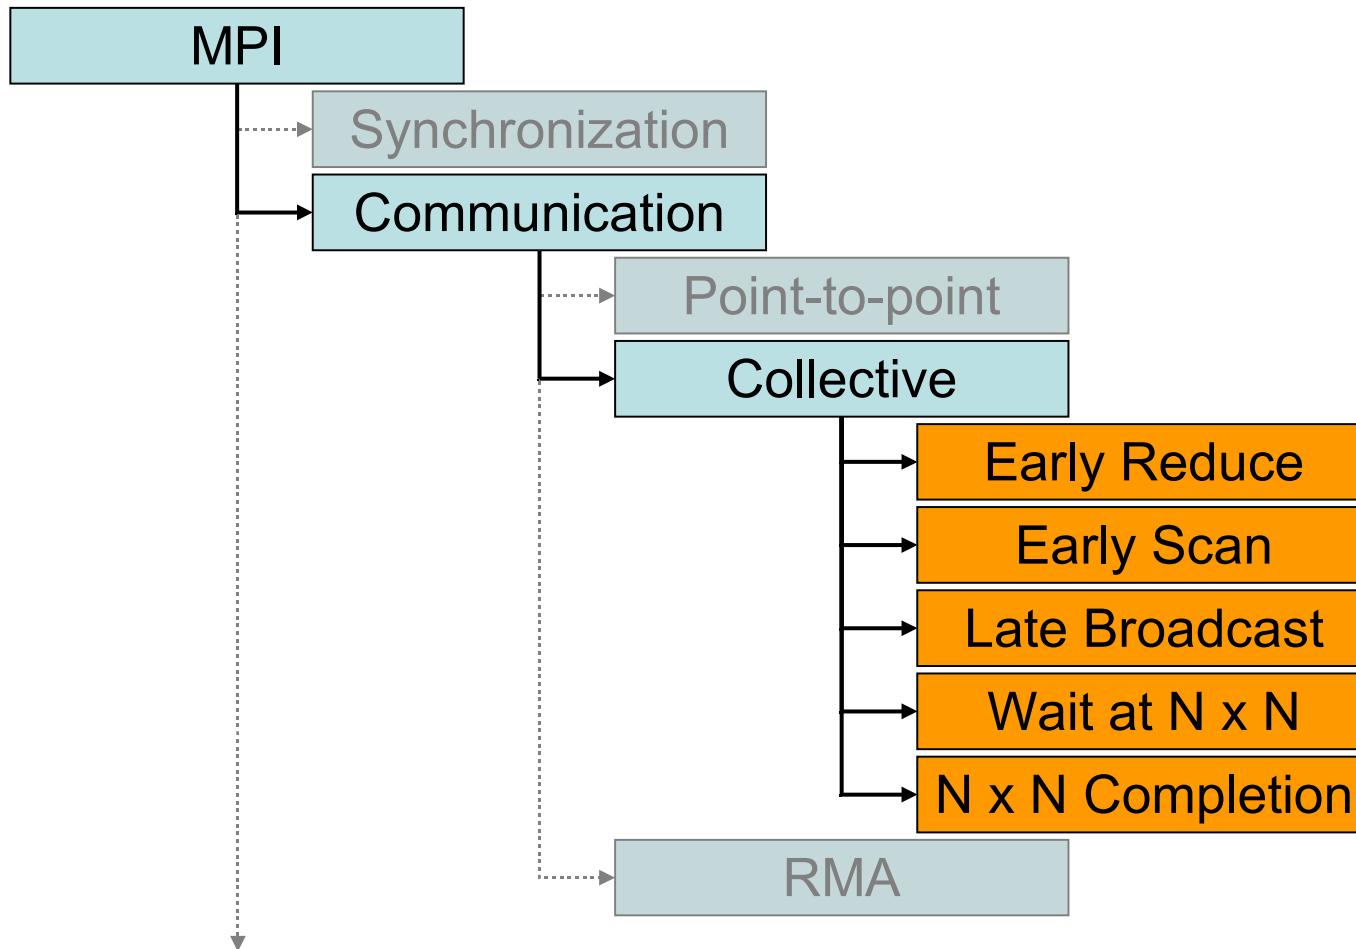 MPI
Synchronization
Communication
Point-to-point
Collective
Early Reduce
Early Scan
Late Broadcast
Wait at N x N
N x N Completion
RMA